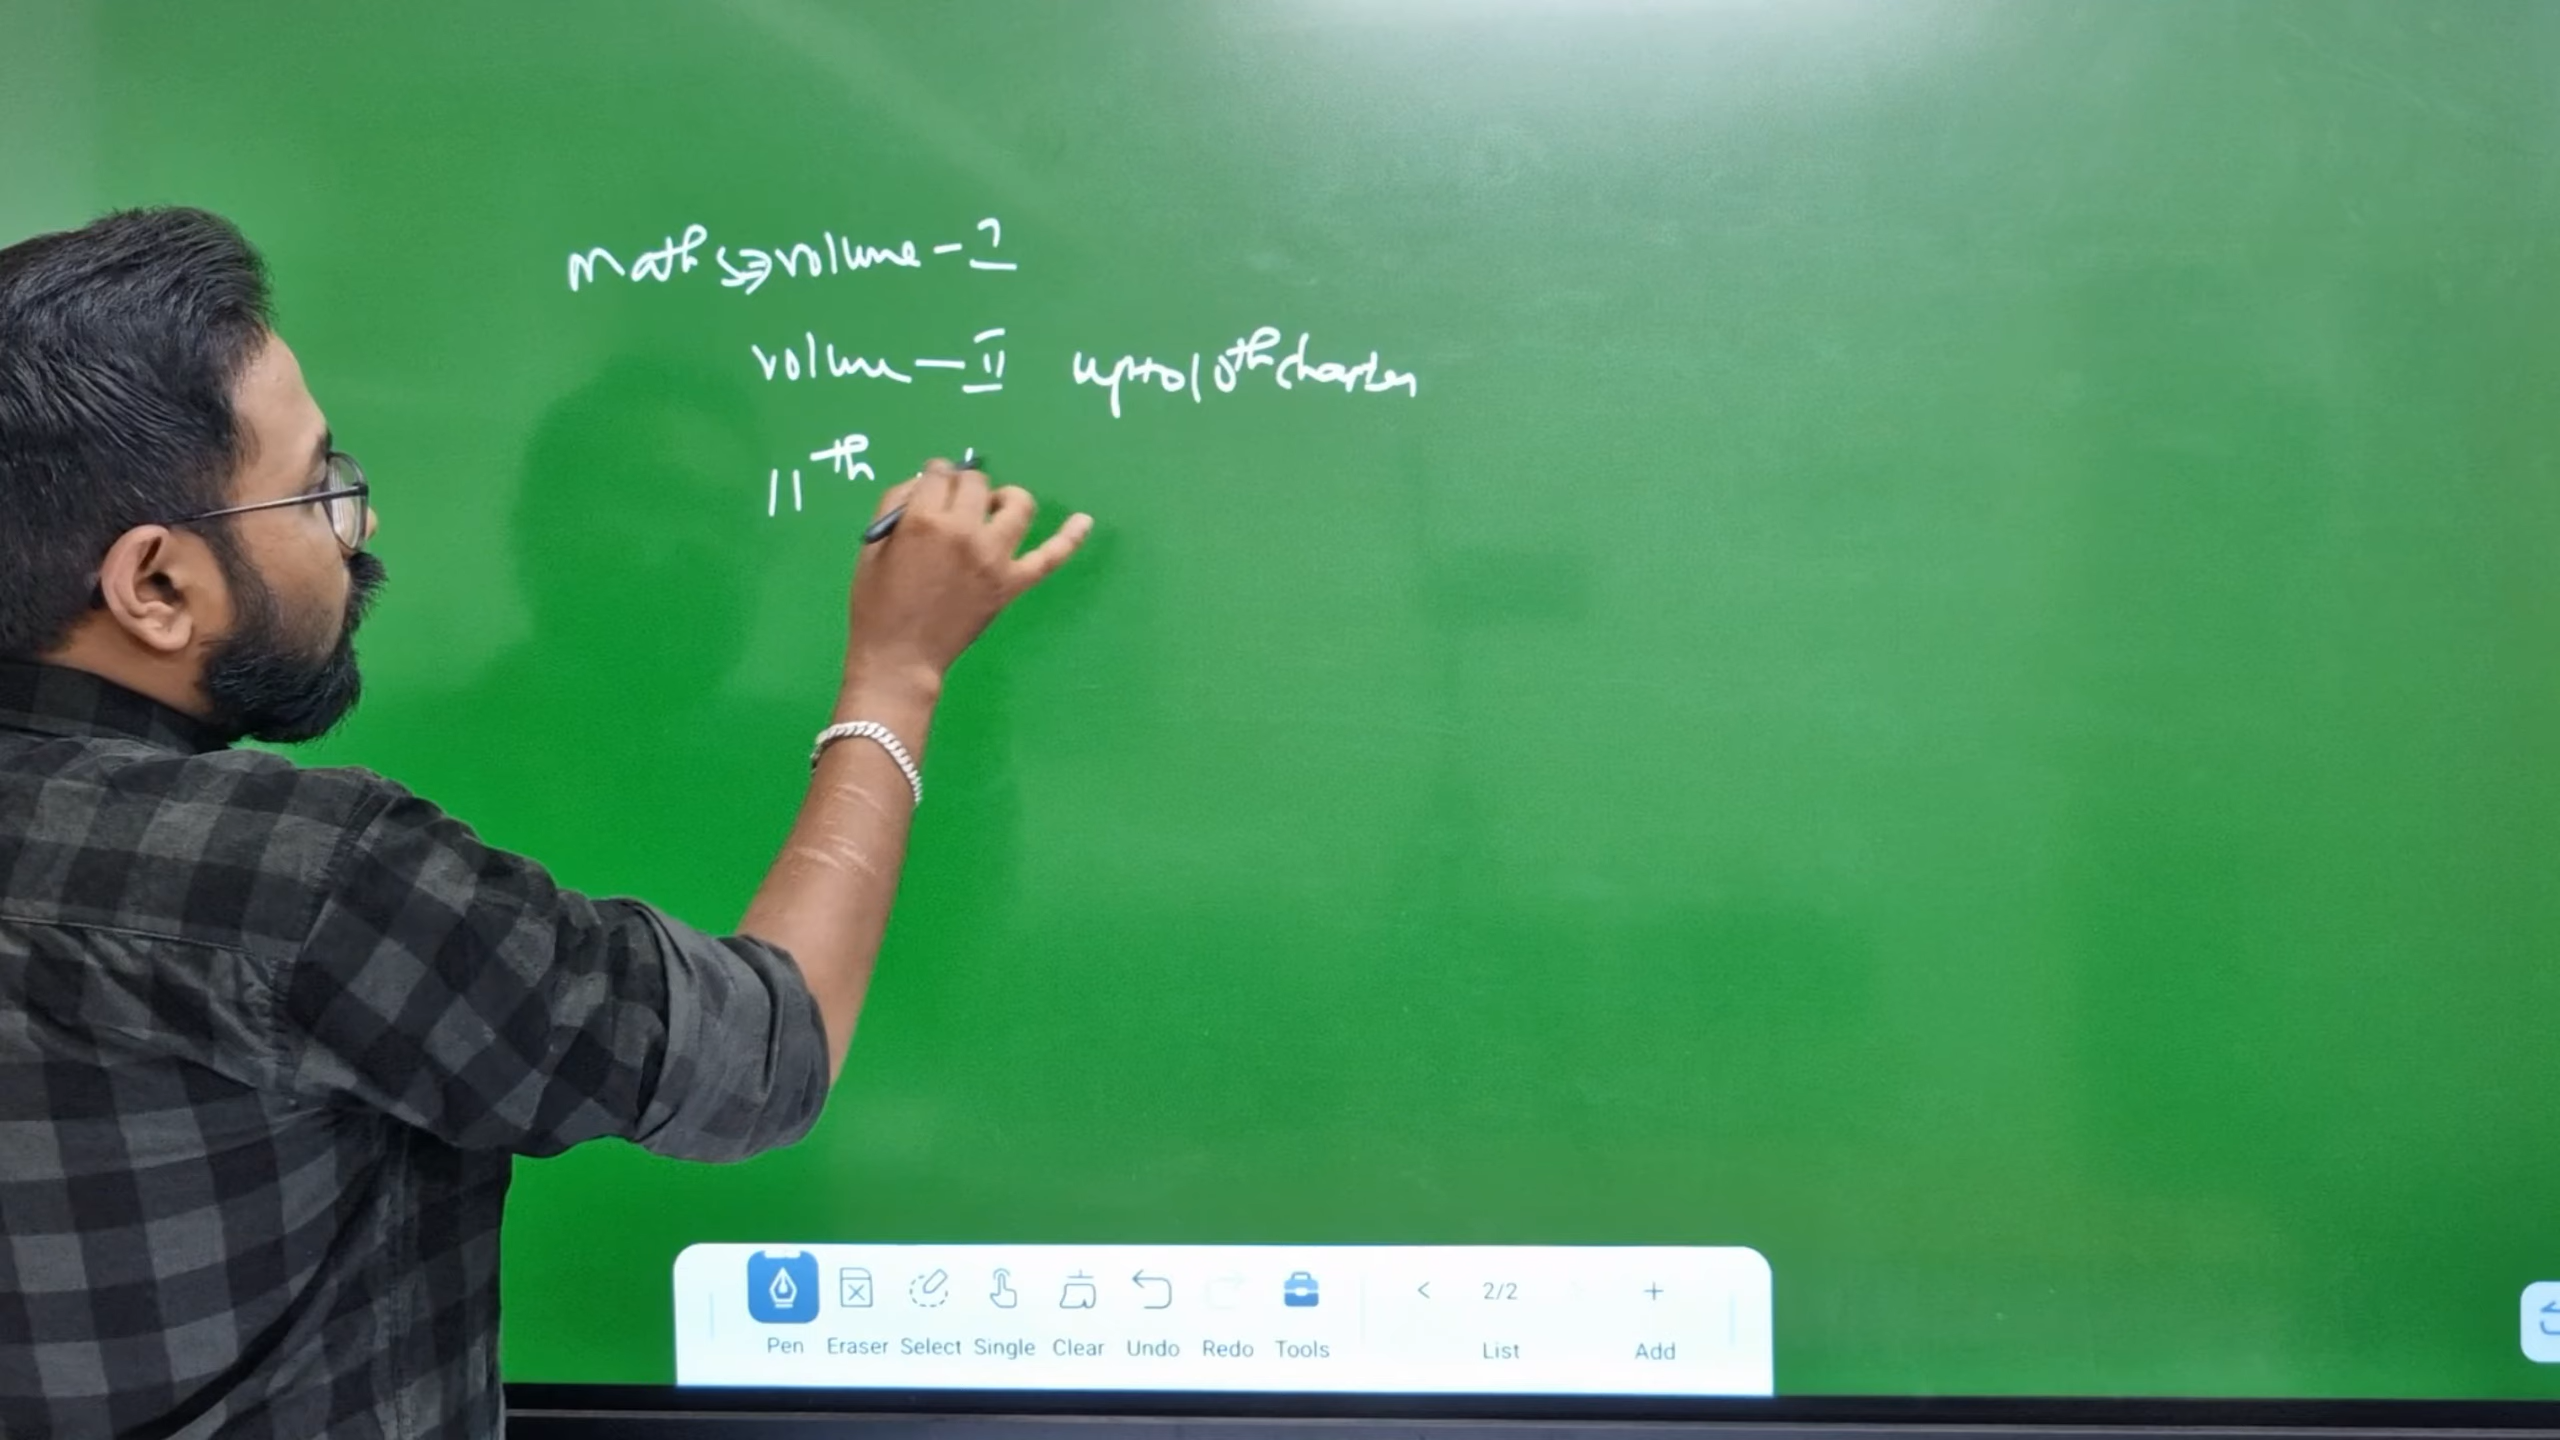 Math => volume - I
volume - II upto 10th chapter
11th
Pen Eraser Select Single Clear Undo Redo Tools < 2/2 List + Add